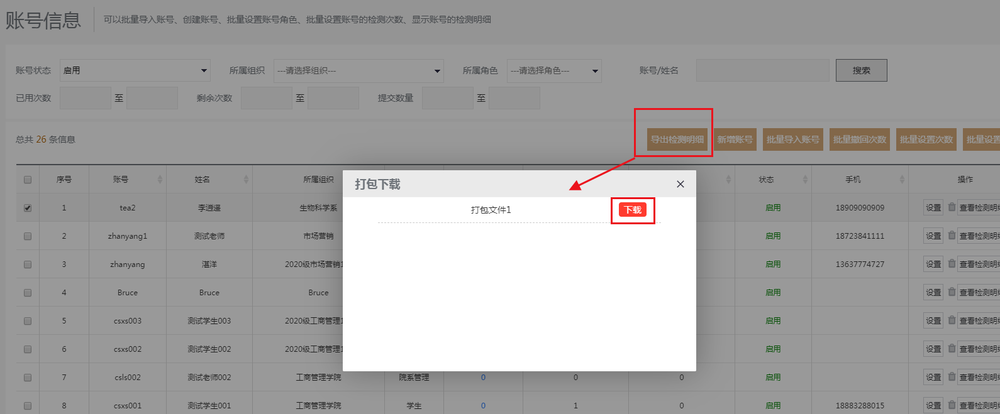 账号信息 可以批量导入账号、创建账号、批量设置账号角色、批量设置账号的检测次数、显示账号的检测明细
账号状态 启用 所属组织 ---请选择组织--- 所属角色 ---请选择角色--- 账号/姓名 搜索
已用次数 至 剩余次数 至 提交数量 至
总共 26 条信息 导出检测明细 新增账号 批量导入账号 批量撤回次数 批量设置次数 批量设置
序号 账号 姓名 所属组织 状态 手机 操作
打包下载
1 tea2 李逍遥 生物科学系 启用 18909090909 设置 查看检测明细
打包文件1 下载
2 zhanyang1 测试老师 市场营销 启用 18723841111 设置 查看检测明细
3 zhanyang 湛洋 2020级市场营销1 启用 13637774727 设置 查看检测明细
4 Bruce Bruce Bruce 启用 设置 查看检测明细
5 csxs003 测试学生003 2020级工商管理1 启用 设置 查看检测明细
6 csxs002 测试学生002 2020级工商管理1 启用 设置 查看检测明细
7 csls002 测试老师002 工商管理学院 院系管理 0 0 0 启用 设置 查看检测明细
8 csxs001 测试学生001 工商管理学院 学生 0 1 0 启用 18883288015 设置 查看检测明细